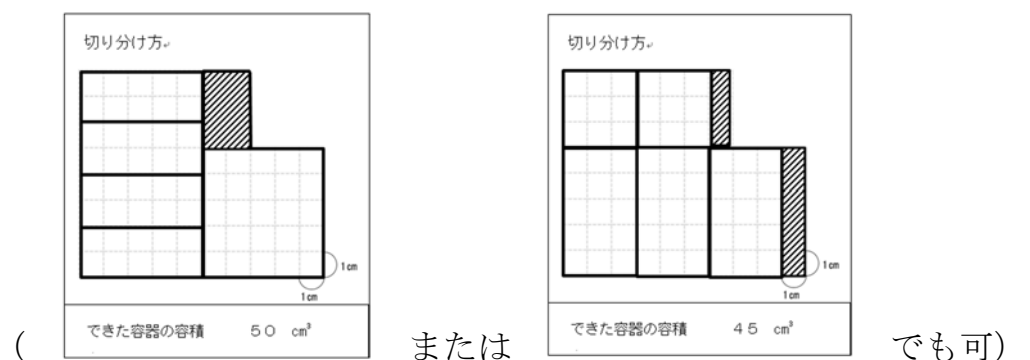 切り分け方
1cm
1cm
できた容器の容積 50 cm³
(
または
切り分け方
1cm
1cm
できた容器の容積 45 cm³
でも可)